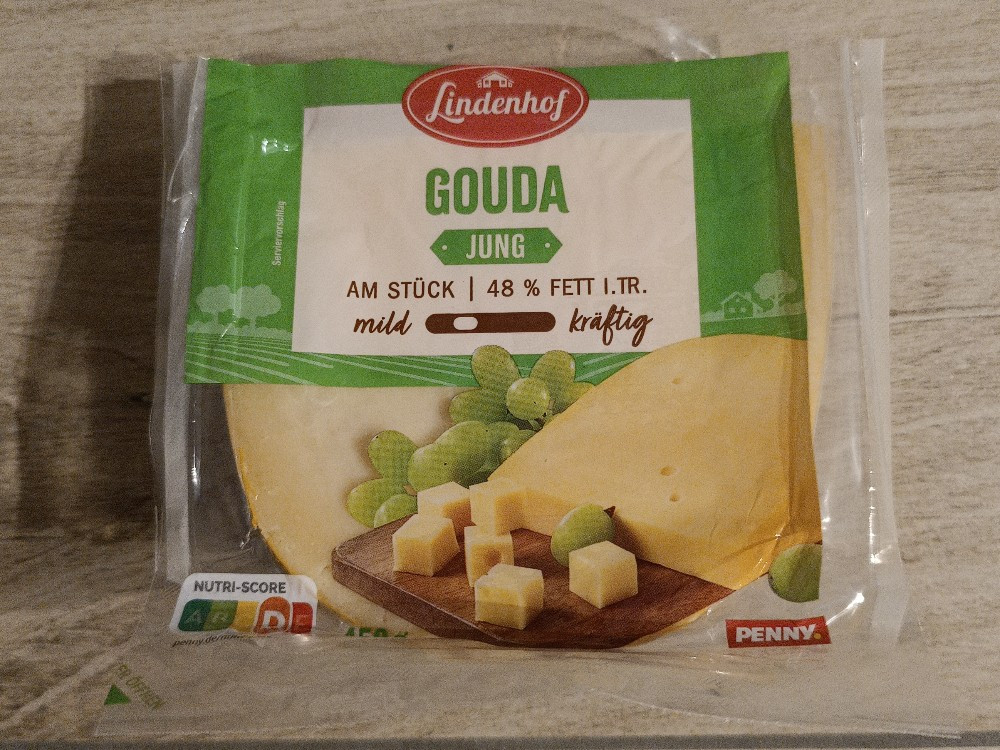 Lindenhof
GOUDA
JUNG
Serviervorschlag
AM STÜCK | 48 % FETT I.TR.
mild
kräftig
NUTRI-SCORE
A B D E
PENNY.